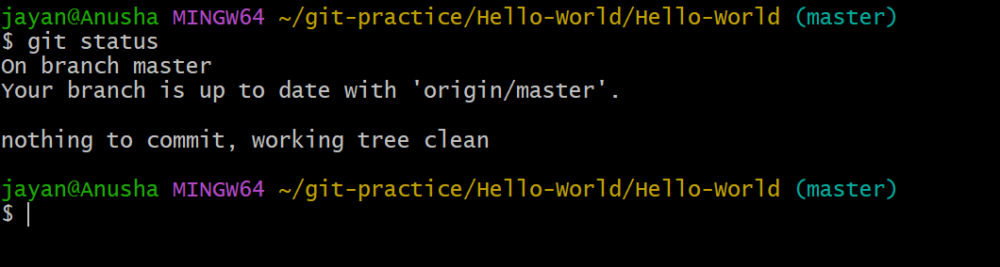 jayan@Anusha MINGW64 ~/git-practice/Hello-World/Hello-World (master)
$ git status
On branch master
Your branch is up to date with 'origin/master'.
nothing to commit, working tree clean
jayan@Anusha MINGW64 ~/git-practice/Hello-World/Hello-World (master)
$